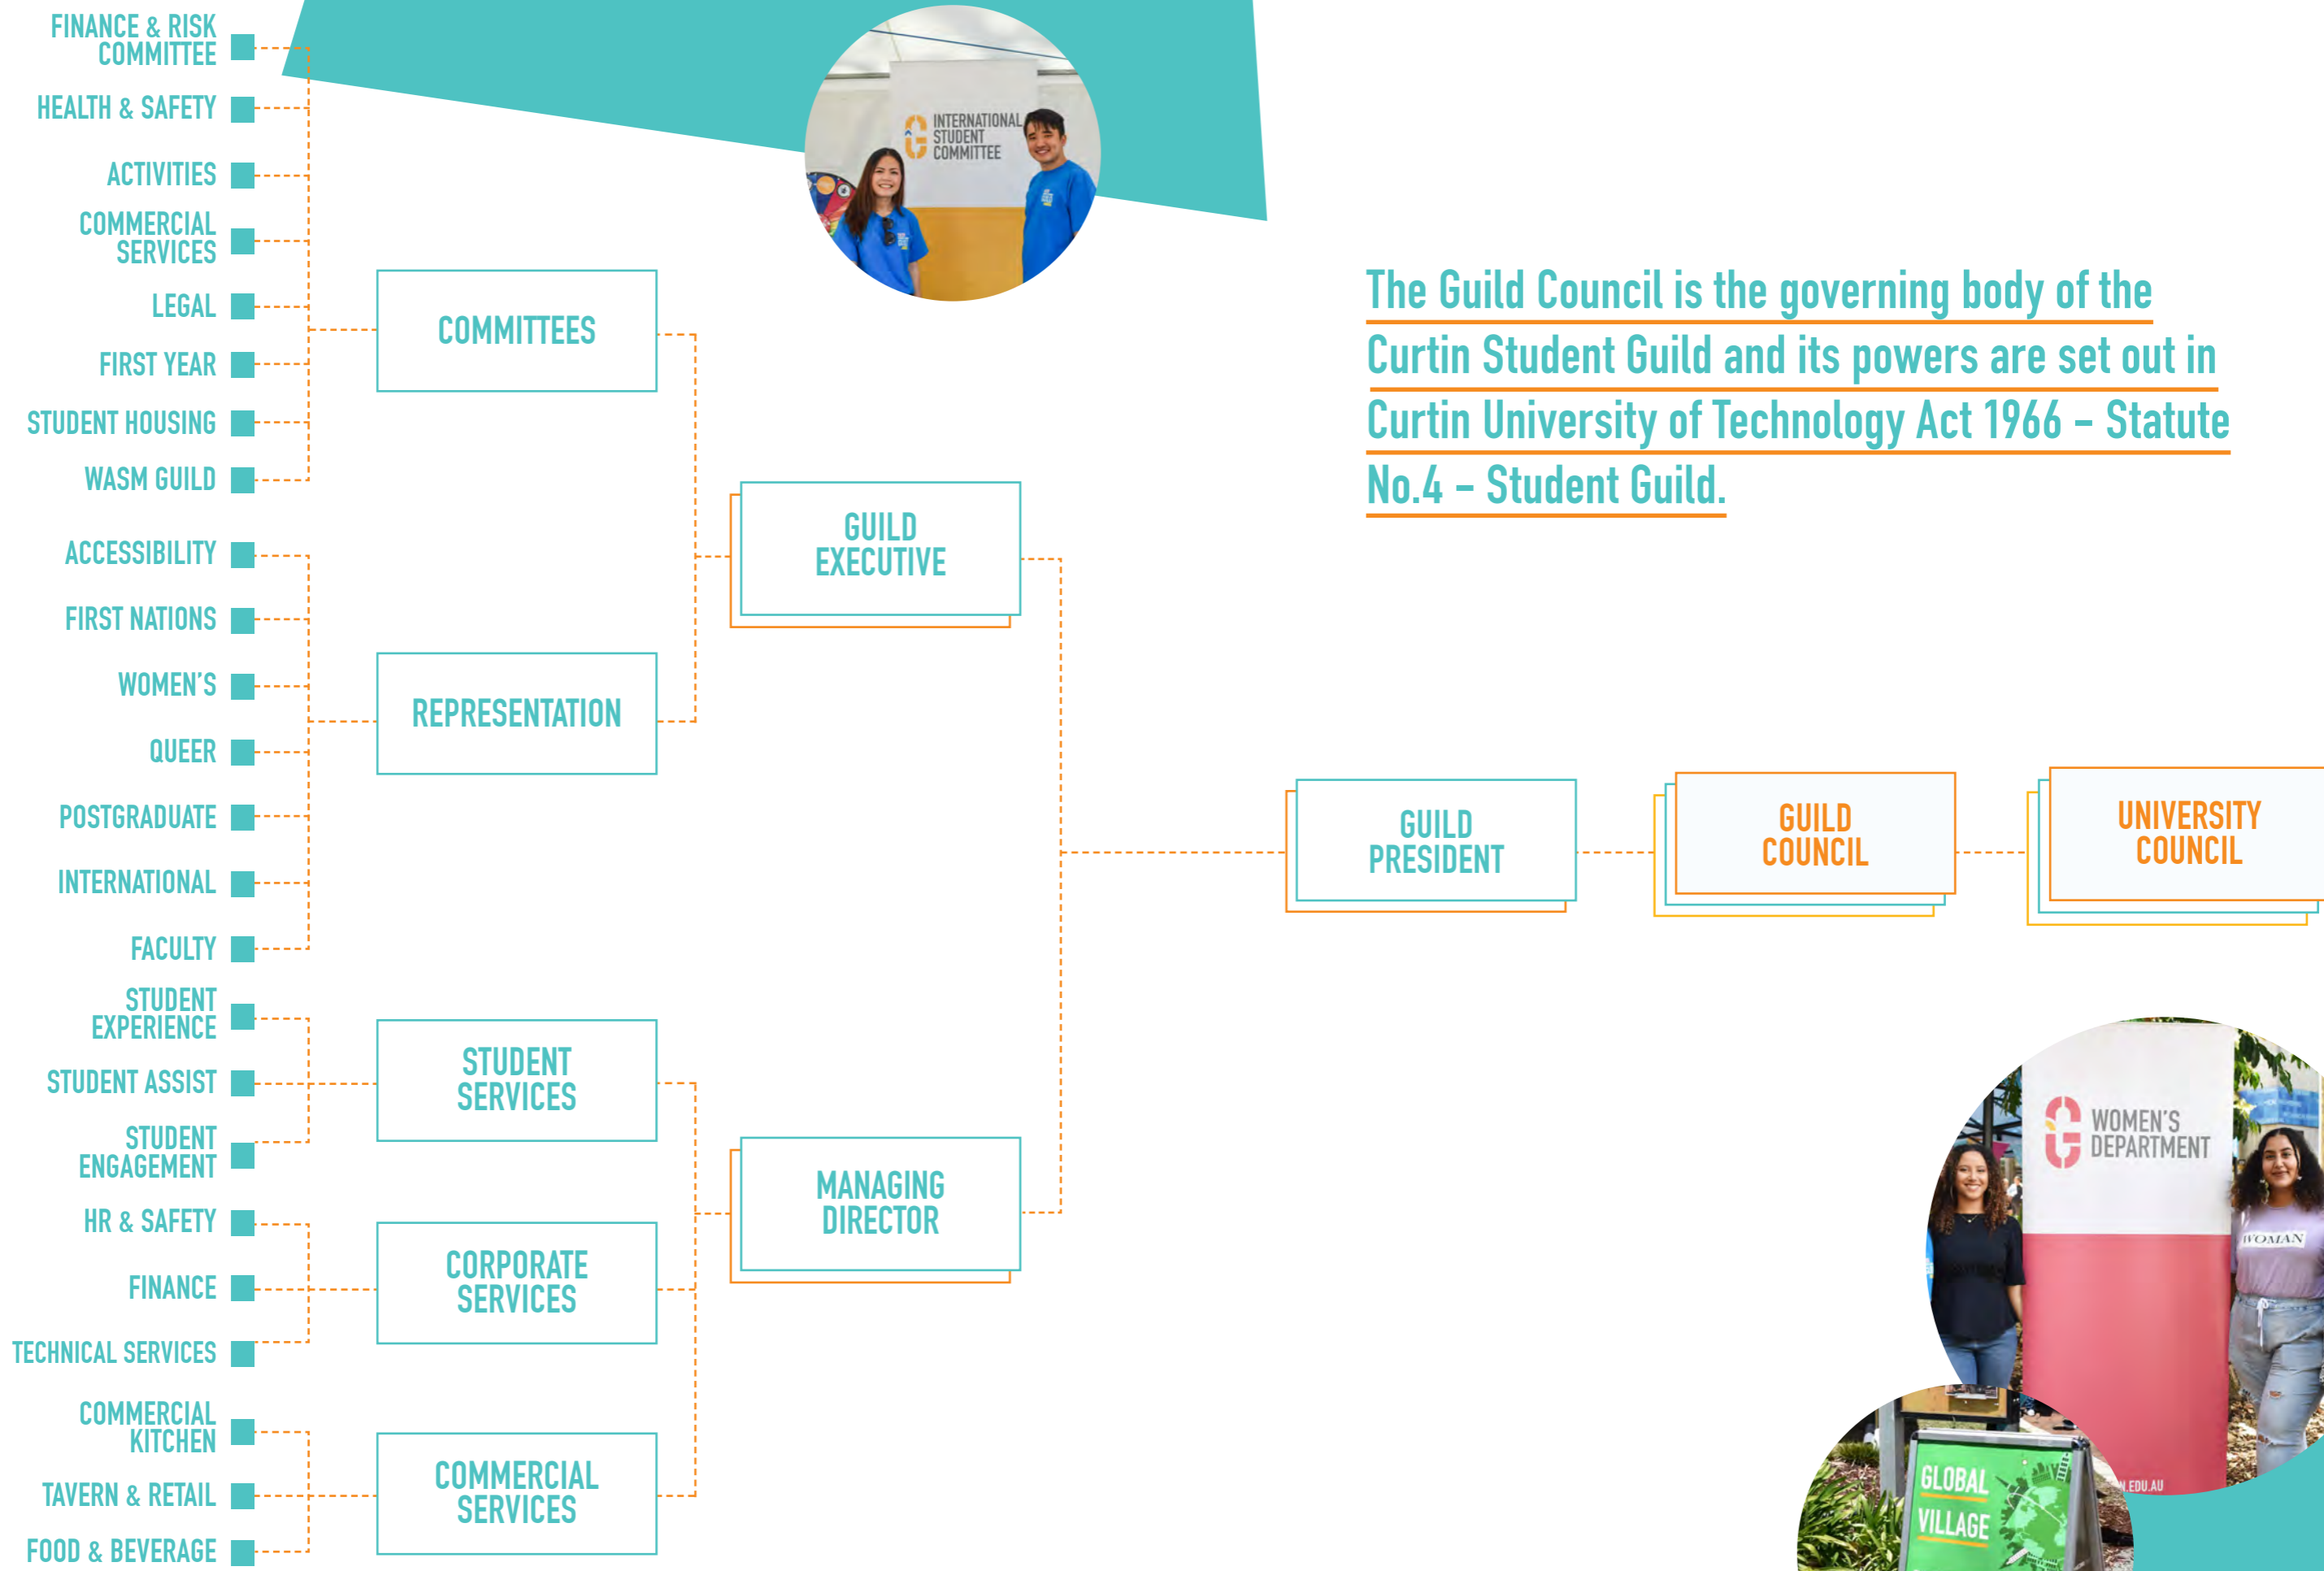 FINANCE & RISK
COMMITTEE
HEALTH & SAFETY
ACTIVITIES
COMMERCIAL
SERVICES
LEGAL
FIRST YEAR
STUDENT HOUSING
WASM GUILD
ACCESSIBILITY
FIRST NATIONS
WOMEN'S
QUEER
POSTGRADUATE
INTERNATIONAL
FACULTY
STUDENT
EXPERIENCE
STUDENT ASSIST
STUDENT
ENGAGEMENT
HR & SAFETY
FINANCE
TECHNICAL SERVICES
COMMERCIAL
KITCHEN
TAVERN & RETAIL
FOOD & BEVERAGE
COMMITTEES
REPRESENTATION
STUDENT
SERVICES
CORPORATE
SERVICES
COMMERCIAL
SERVICES
GUILD
EXECUTIVE
MANAGING
DIRECTOR
INTERNATIONAL
STUDENT
COMMITTEE
The Guild Council is the governing body of the
Curtin Student Guild and its powers are set out in
Curtin University of Technology Act 1966 – Statute
No.4 – Student Guild.
GUILD
PRESIDENT
GUILD
COUNCIL
UNIVERSITY
COUNCIL
WOMEN'S
DEPARTMENT
WOMAN
N.EDU.AU
GLOBAL
VILLAGE